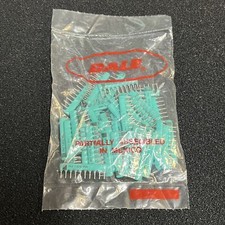 DALE
PARTIALLY ASSEMBLED
IN MEXICO